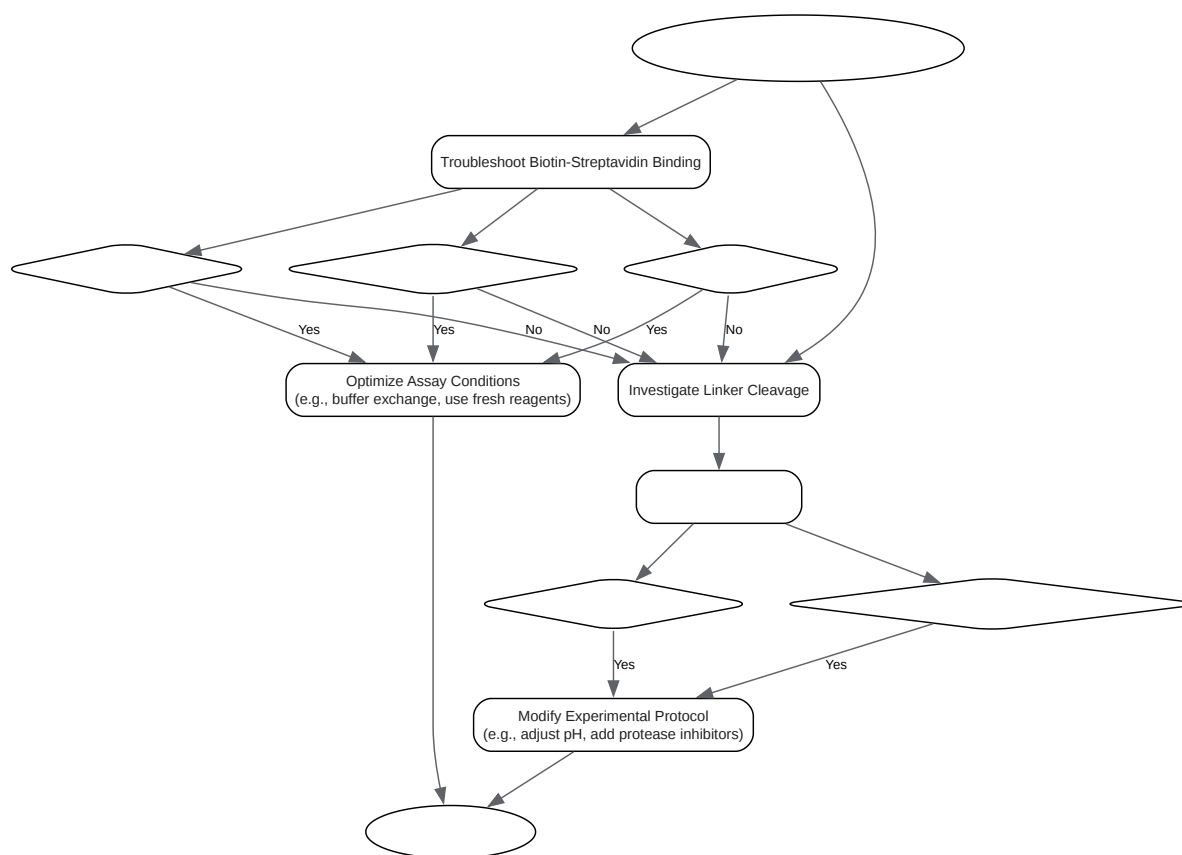 Troubleshoot Biotin-Streptavidin Binding
Yes
Yes
No
No
Yes
No
Optimize Assay Conditions
(e.g., buffer exchange, use fresh reagents)
Investigate Linker Cleavage
Yes
Yes
Modify Experimental Protocol
(e.g., adjust pH, add protease inhibitors)